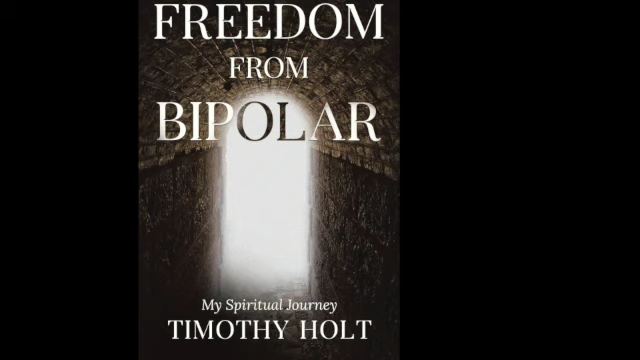 FREEDOM
FROM
BIPOLAR
My Spiritual Journey
TIMOTHY HOLT